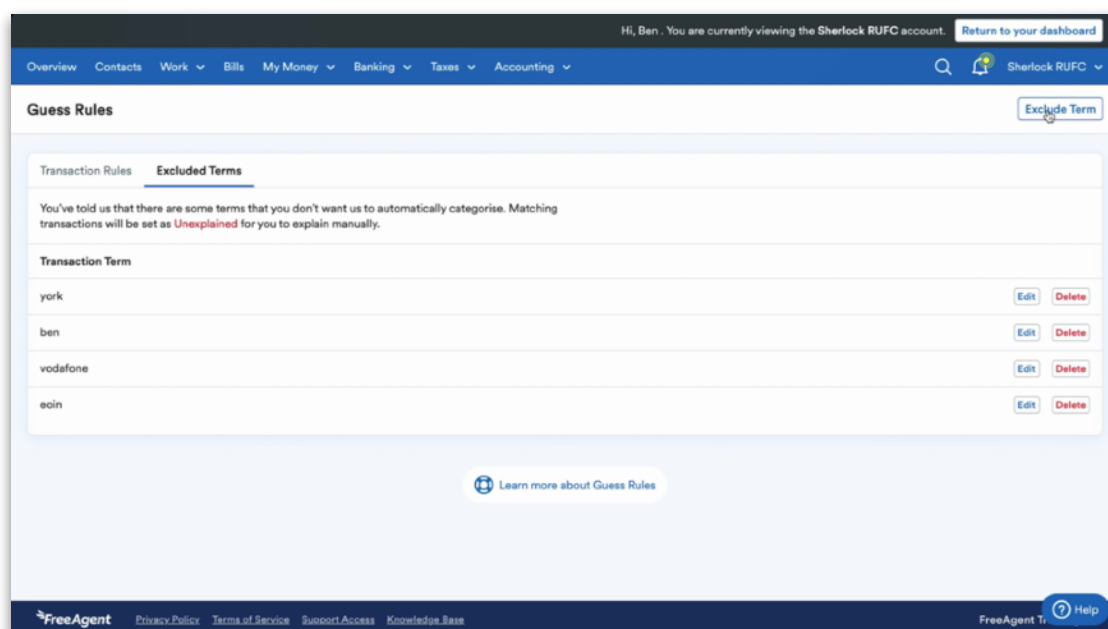 Hi, Ben . You are currently viewing the Sherlock RUFC account. Return to your dashboard
Overview Contacts Work Bills My Money Banking Taxes Accounting Sherlock RUFC
Guess Rules Exclude Term
Transaction Rules Excluded Terms
You've told us that there are some terms that you don't want us to automatically categorise. Matching
transactions will be set as Unexplained for you to explain manually.
Transaction Term
york Edit Delete
ben Edit Delete
vodafone Edit Delete
eoin Edit Delete
Learn more about Guess Rules
FreeAgent Privacy Policy Terms of Service Support Access Knowledge Base FreeAgent Help